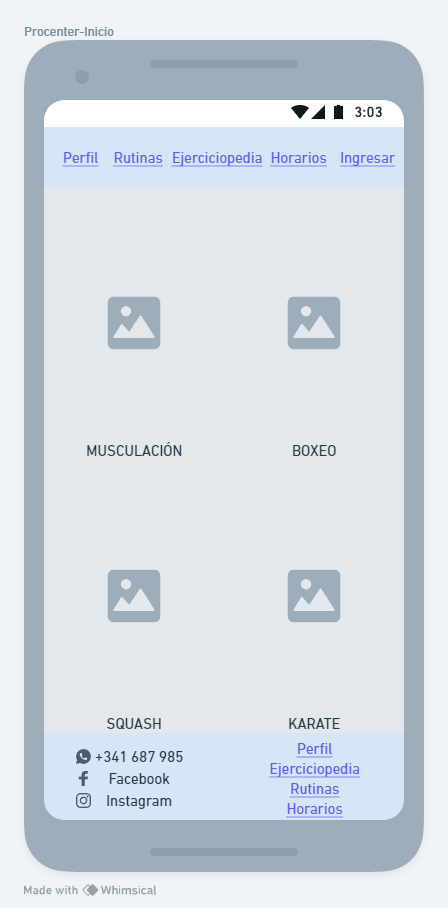 Procenter-Inicio
3:03
Perfil Rutinas Ejerciciopedia Horarios Ingresar
MUSCULACIÓN BOXEO
SQUASH KARATE
+341 687 985
Facebook
Instagram
Perfil
Ejerciciopedia
Rutinas
Horarios
Made with Whimsical